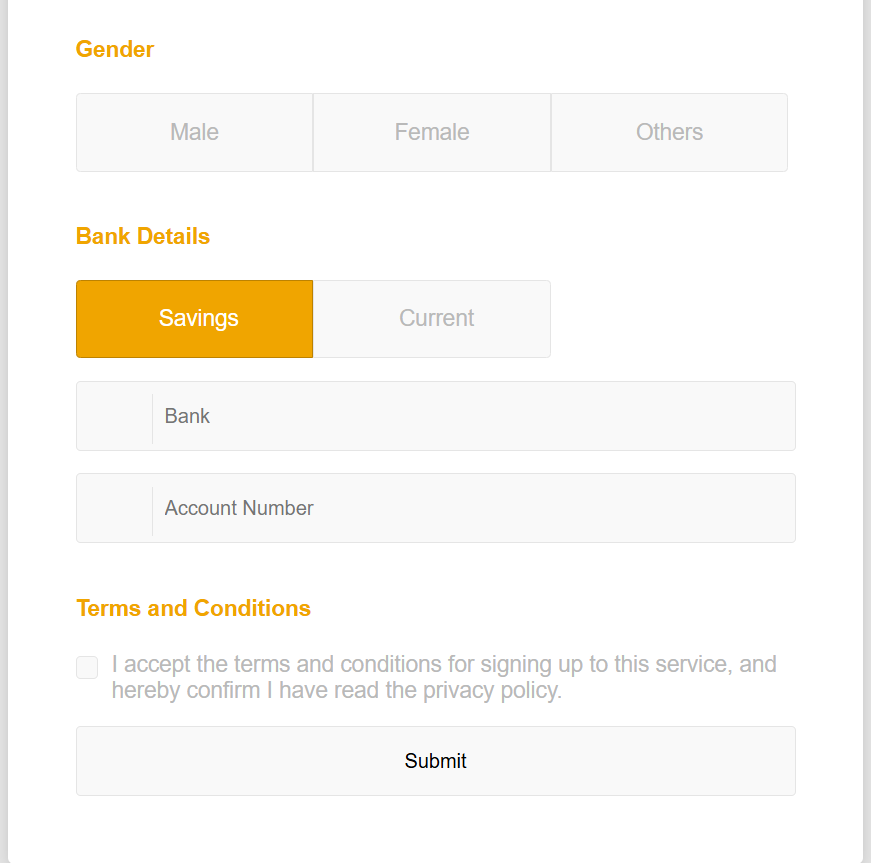 Gender
Male Female Others
Bank Details
Savings Current
Bank
Account Number
Terms and Conditions
I accept the terms and conditions for signing up to this service, and
hereby confirm I have read the privacy policy.
Submit